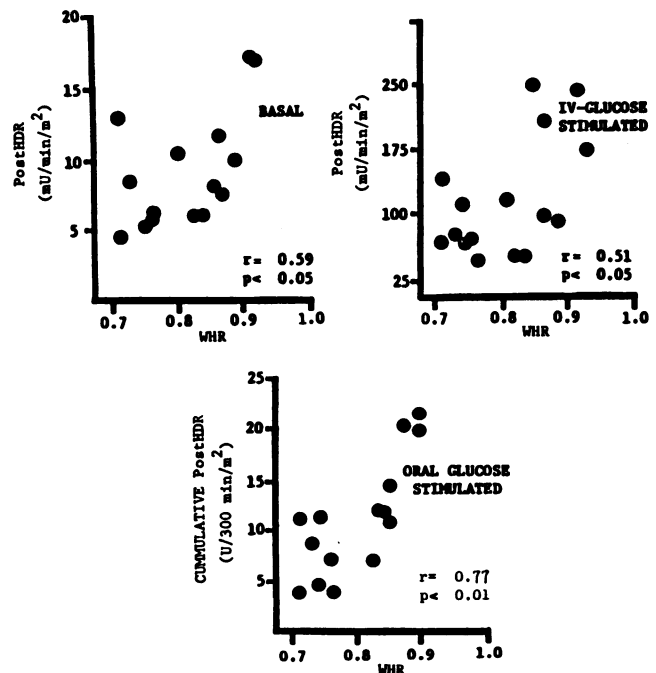 20
15
10
5
PostHDR
(mU/min/m²)
BASAL
r= 0.59
p< 0.05
0.7 0.8 0.9 1.0
WHR
250
175
100
25
PostHDR
(mU/min/m²)
IV-GLUCOSE
STIMULATED
r= 0.51
p< 0.05
0.7 0.8 0.9 1.0
WHR
25
20
15
10
5
CUMMULATIVE PostHDR
(U/300 min/m²)
ORAL GLUCOSE
STIMULATED
r= 0.77
p< 0.01
0.7 0.8 0.9 1.0
WHR